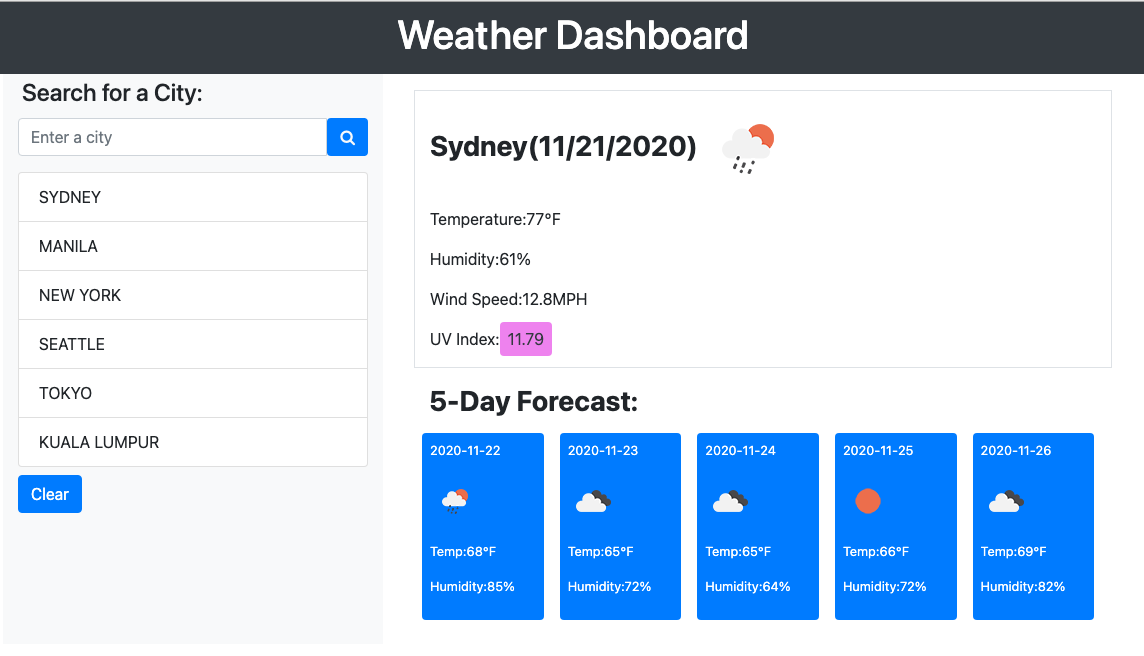 Weather Dashboard
Search for a City:
Enter a city
SYDNEY
MANILA
NEW YORK
SEATTLE
TOKYO
KUALA LUMPUR
Clear
Sydney(11/21/2020)
Temperature:77°F
Humidity:61%
Wind Speed:12.8MPH
UV Index: 11.79
5-Day Forecast:
2020-11-22
Temp:68°F
Humidity:85%
2020-11-23
Temp:65°F
Humidity:72%
2020-11-24
Temp:65°F
Humidity:64%
2020-11-25
Temp:66°F
Humidity:72%
2020-11-26
Temp:69°F
Humidity:82%